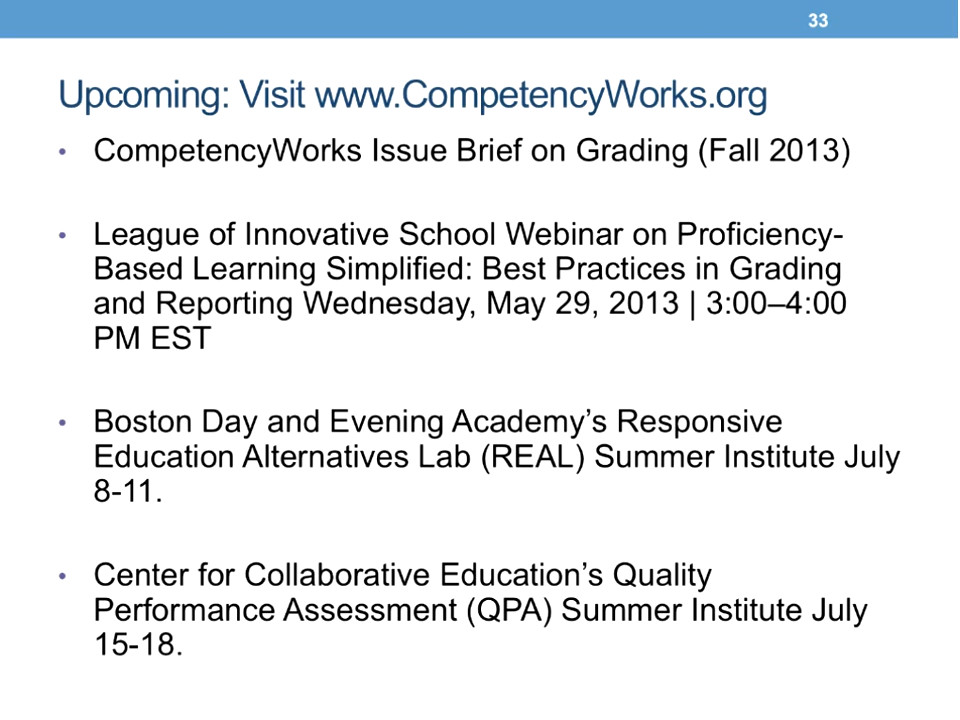 33
Upcoming: Visit www.CompetencyWorks.org
• CompetencyWorks Issue Brief on Grading (Fall 2013)
• League of Innovative School Webinar on Proficiency-
Based Learning Simplified: Best Practices in Grading
and Reporting Wednesday, May 29, 2013 | 3:00–4:00
PM EST
• Boston Day and Evening Academy’s Responsive
Education Alternatives Lab (REAL) Summer Institute July
8-11.
• Center for Collaborative Education’s Quality
Performance Assessment (QPA) Summer Institute July
15-18.